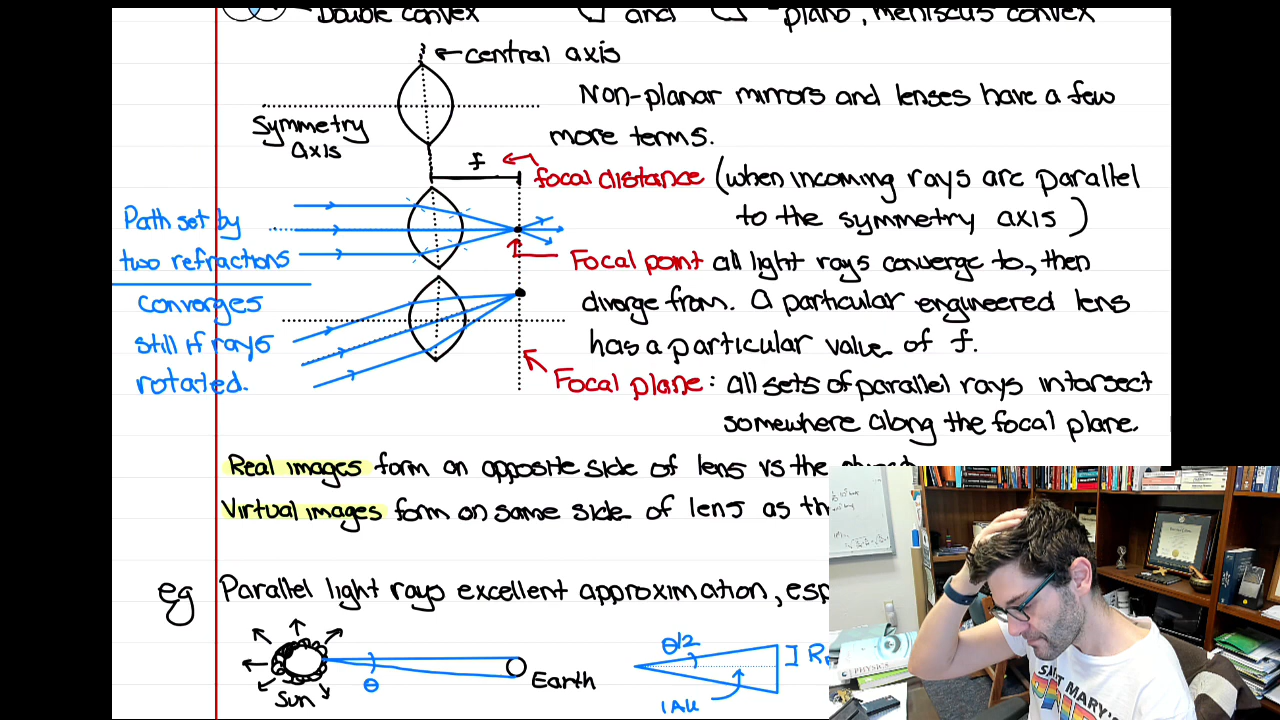 Double convex and plano, meniscus convex
central axis
Non-planar mirrors and lenses have a few
more terms.
Symmetry
axis
f
focal distance (when incoming rays are parallel
to the symmetry axis)
Path set by
two refractions
Focal point all light rays converge to, then
diverge from. A particular engineered lens
has a particular value of f.
converges
still if rays
rotated.
Focal plane: all sets of parallel rays intersect
somewhere along the focal plane.
Real images form on opposite side of lens vs the object
Virtual images form on same side of lens as
eg Parallel light rays excellent approximation,
Sun
θ
Earth
θ/2
1AU
PHYSICS
SAINT MARY'S